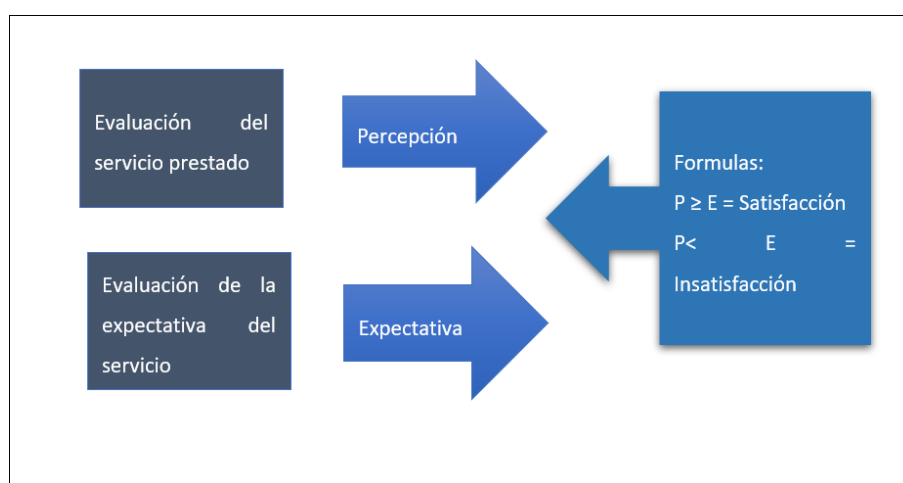 Evaluación del
servicio prestado
Percepción
Evaluación de la
expectativa del
servicio
Expectativa
Formulas:
P ≥ E = Satisfacción
P< E =
Insatisfacción